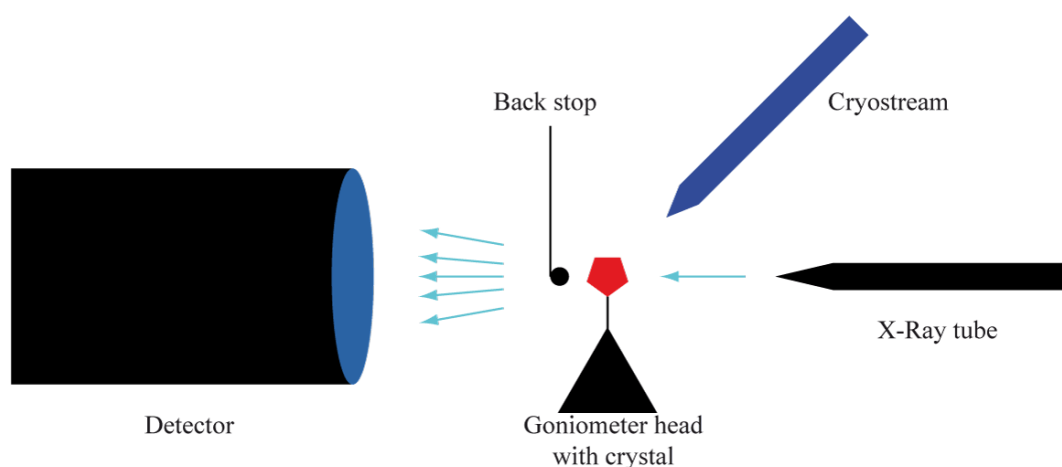 Back stop
Cryostream
X-Ray tube
Detector
Goniometer head
with crystal